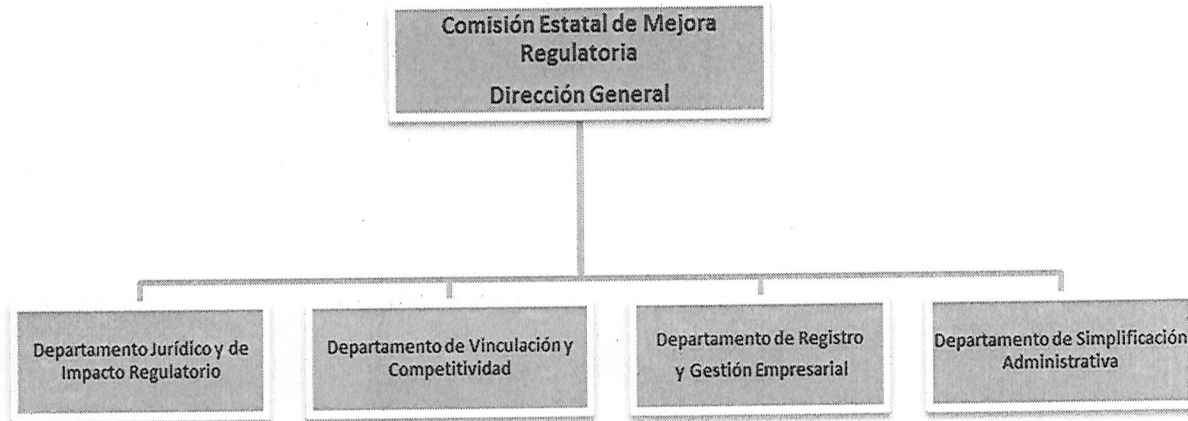 Comisión Estatal de Mejora
Regulatoria
Dirección General
Departamento Jurídico y de
Impacto Regulatorio
Departamento de Vinculación y
Competitividad
Departamento de Registro
y Gestión Empresarial
Departamento de Simplificación
Administrativa